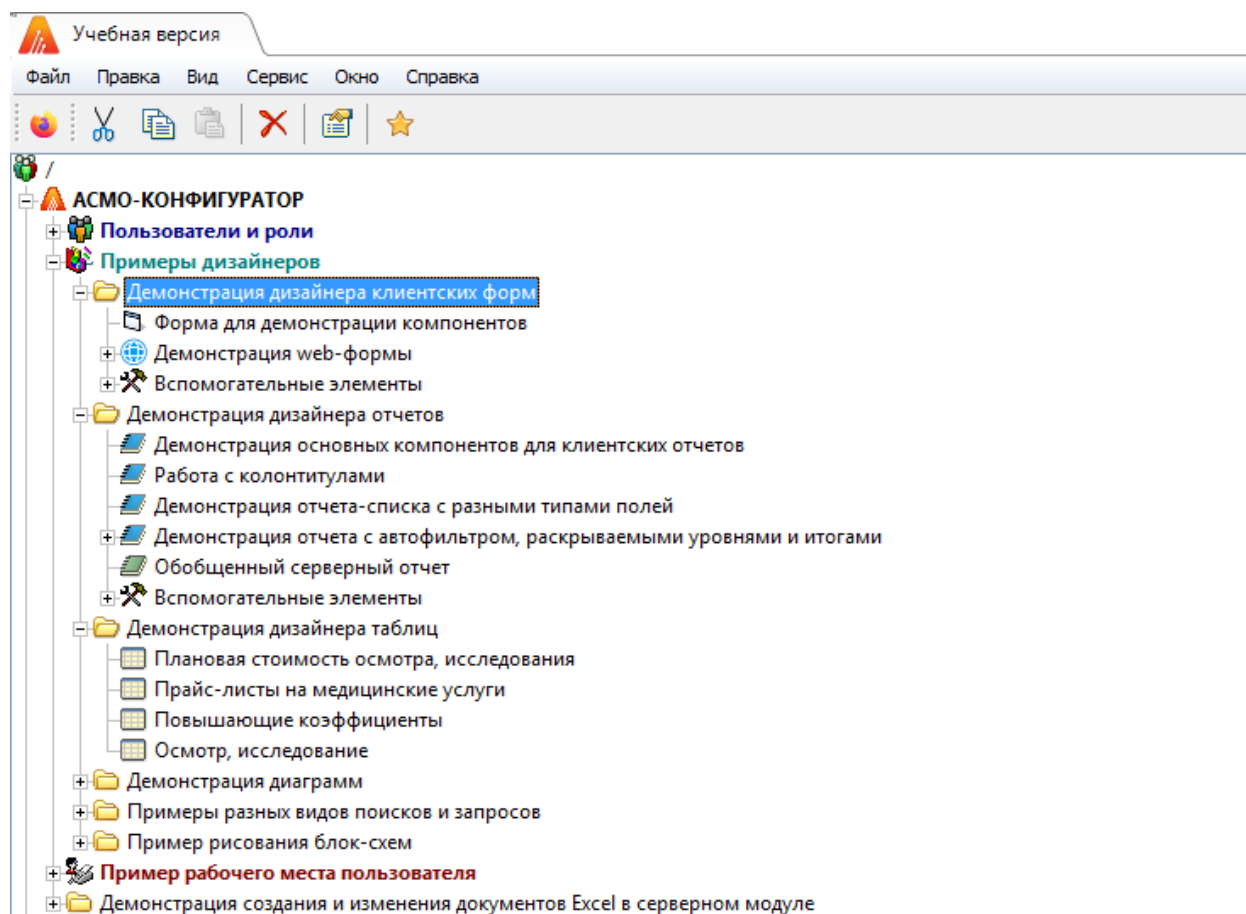 Учебная версия
Файл Правка Вид Сервис Окно Справка
/
АСМО-КОНФИГУРАТОР
Пользователи и роли
Примеры дизайнеров
Демонстрация дизайнера клиентских форм
Форма для демонстрации компонентов
Демонстрация web-формы
Вспомогательные элементы
Демонстрация дизайнера отчетов
Демонстрация основных компонентов для клиентских отчетов
Работа с колонтитулами
Демонстрация отчета-списка с разными типами полей
Демонстрация отчета с автофильтром, раскрываемыми уровнями и итогами
Обобщенный серверный отчет
Вспомогательные элементы
Демонстрация дизайнера таблиц
Плановая стоимость осмотра, исследования
Прайс-листы на медицинские услуги
Повышающие коэффициенты
Осмотр, исследование
Демонстрация диаграмм
Примеры разных видов поисков и запросов
Пример рисования блок-схем
Пример рабочего места пользователя
Демонстрация создания и изменения документов Excel в серверном модуле